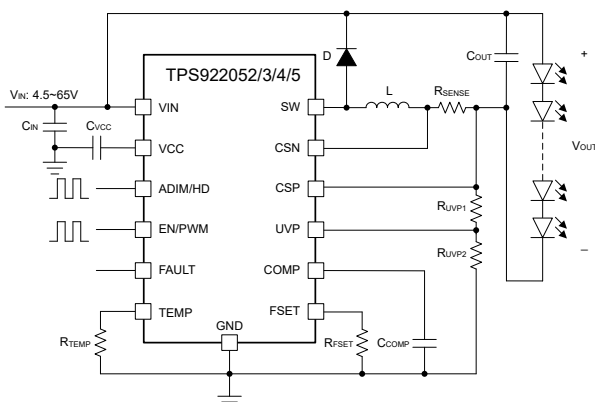 D
COUT
+
TPS922052/3/4/5
VIN: 4.5~65V
L
RSENSE
VIN
SW
CIN
CVCC
VCC
CSN
VOUT
ADIM/HD
CSP
RUVP1
EN/PWM
UVP
RUVP2
FAULT
COMP
–
TEMP
FSET
GND
RTEMP
RFSET
CCOMP